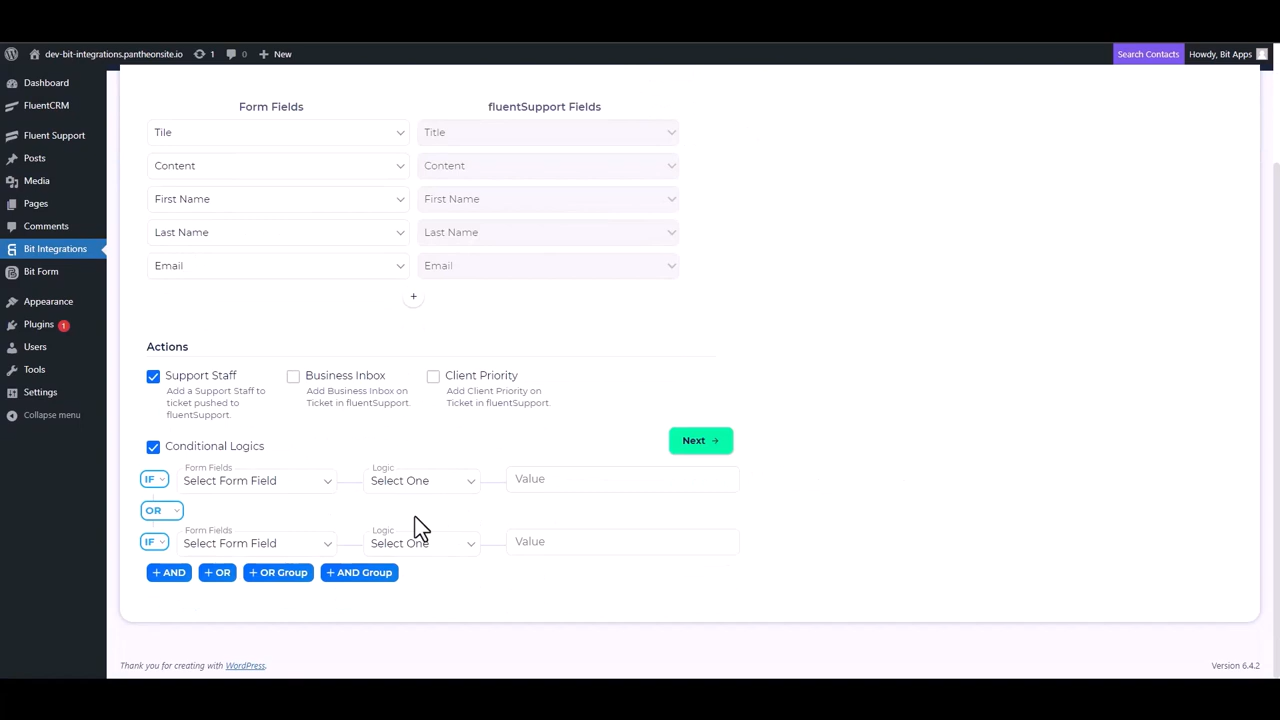 dev-bit-integrations.pantheonsite.io 1 0 New Search Contacts Howdy, Bit Apps
Dashboard
FluentCRM
Fluent Support
Posts
Media
Pages
Comments
Bit Integrations
Bit Form
Appearance
Plugins 1
Users
Tools
Settings
Collapse menu
Form Fields fluentSupport Fields
Tile Title
Content Content
First Name First Name
Last Name Last Name
Email Email
+
Actions
Support Staff
Add a Support Staff to
ticket pushed to
fluentSupport.
Business Inbox
Add Business Inbox on
Ticket in fluentSupport.
Client Priority
Add Client Priority on
Ticket in fluentSupport.
Conditional Logics
Next →
Form Fields Logic
IF Select Form Field Select One Value
OR
Form Fields Logic
IF Select Form Field Select One Value
+ AND + OR + OR Group + AND Group
Thank you for creating with WordPress. Version 6.4.2